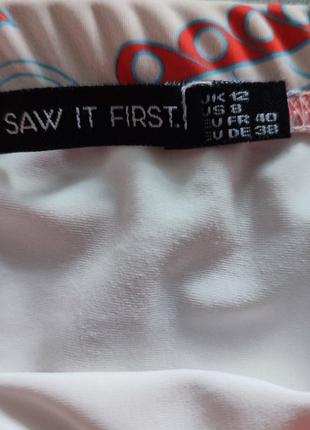 SAW IT FIRST.
UK 12
US 8
EU FR 40
EU DE 38